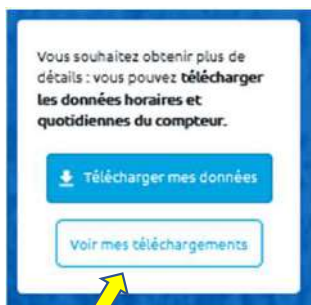 Vous souhaitez obtenir plus de
détails : vous pouvez télécharger
les données horaires et
quotidiennes du compteur.
Télécharger mes données
Voir mes téléchargements